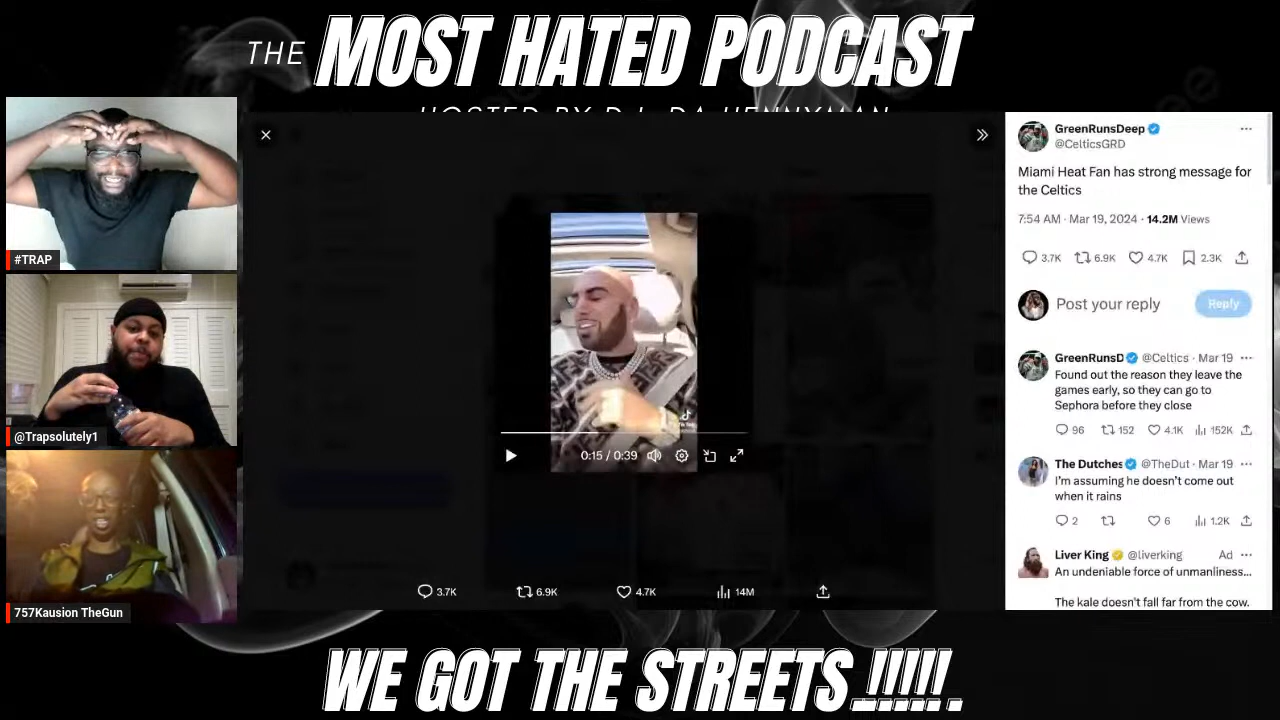 THE MOST HATED PODCAST
HOSTED BY D.J. DA HENNYMAN
#TRAP
@Trapsolutely1
757Kausion TheGun
0:15 / 0:39
3.7K
6.9K
4.7K
14M
GreenRunsDeep
@CelticsGRD
Miami Heat Fan has strong message for
the Celtics
7:54 AM · Mar 19, 2024 · 14.2M Views
3.7K 6.9K 4.7K 2.3K
Post your reply
Reply
GreenRunsD @Celtics · Mar 19
Found out the reason they leave the
games early, so they can go to
Sephora before they close
96 152 4.1K 152K
The Dutches @TheDut · Mar 19
I'm assuming he doesn't come out
when it rains
2 6 1.2K
Liver King @liverking Ad
An undeniable force of unmanliness...
The kale doesn't fall far from the cow.
WE GOT THE STREETS.!!!!!.